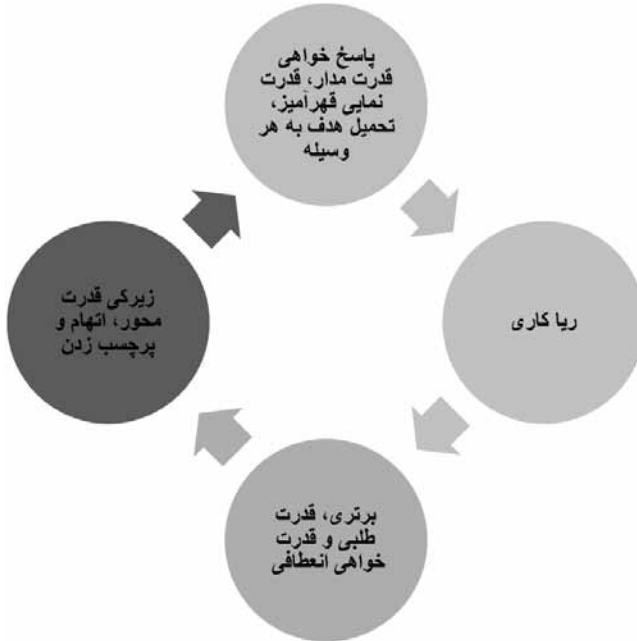 پاسخ خواهی
قدرت مدار، قدرت
نمایی قهرآمیز،
تحمیل هدف به هر
وسیله
ریا کاری
برتری، قدرت
طلبی و قدرت
خواهی انعطافی
زیرکی قدرت
محور، اتهام و
پرچسب زدن